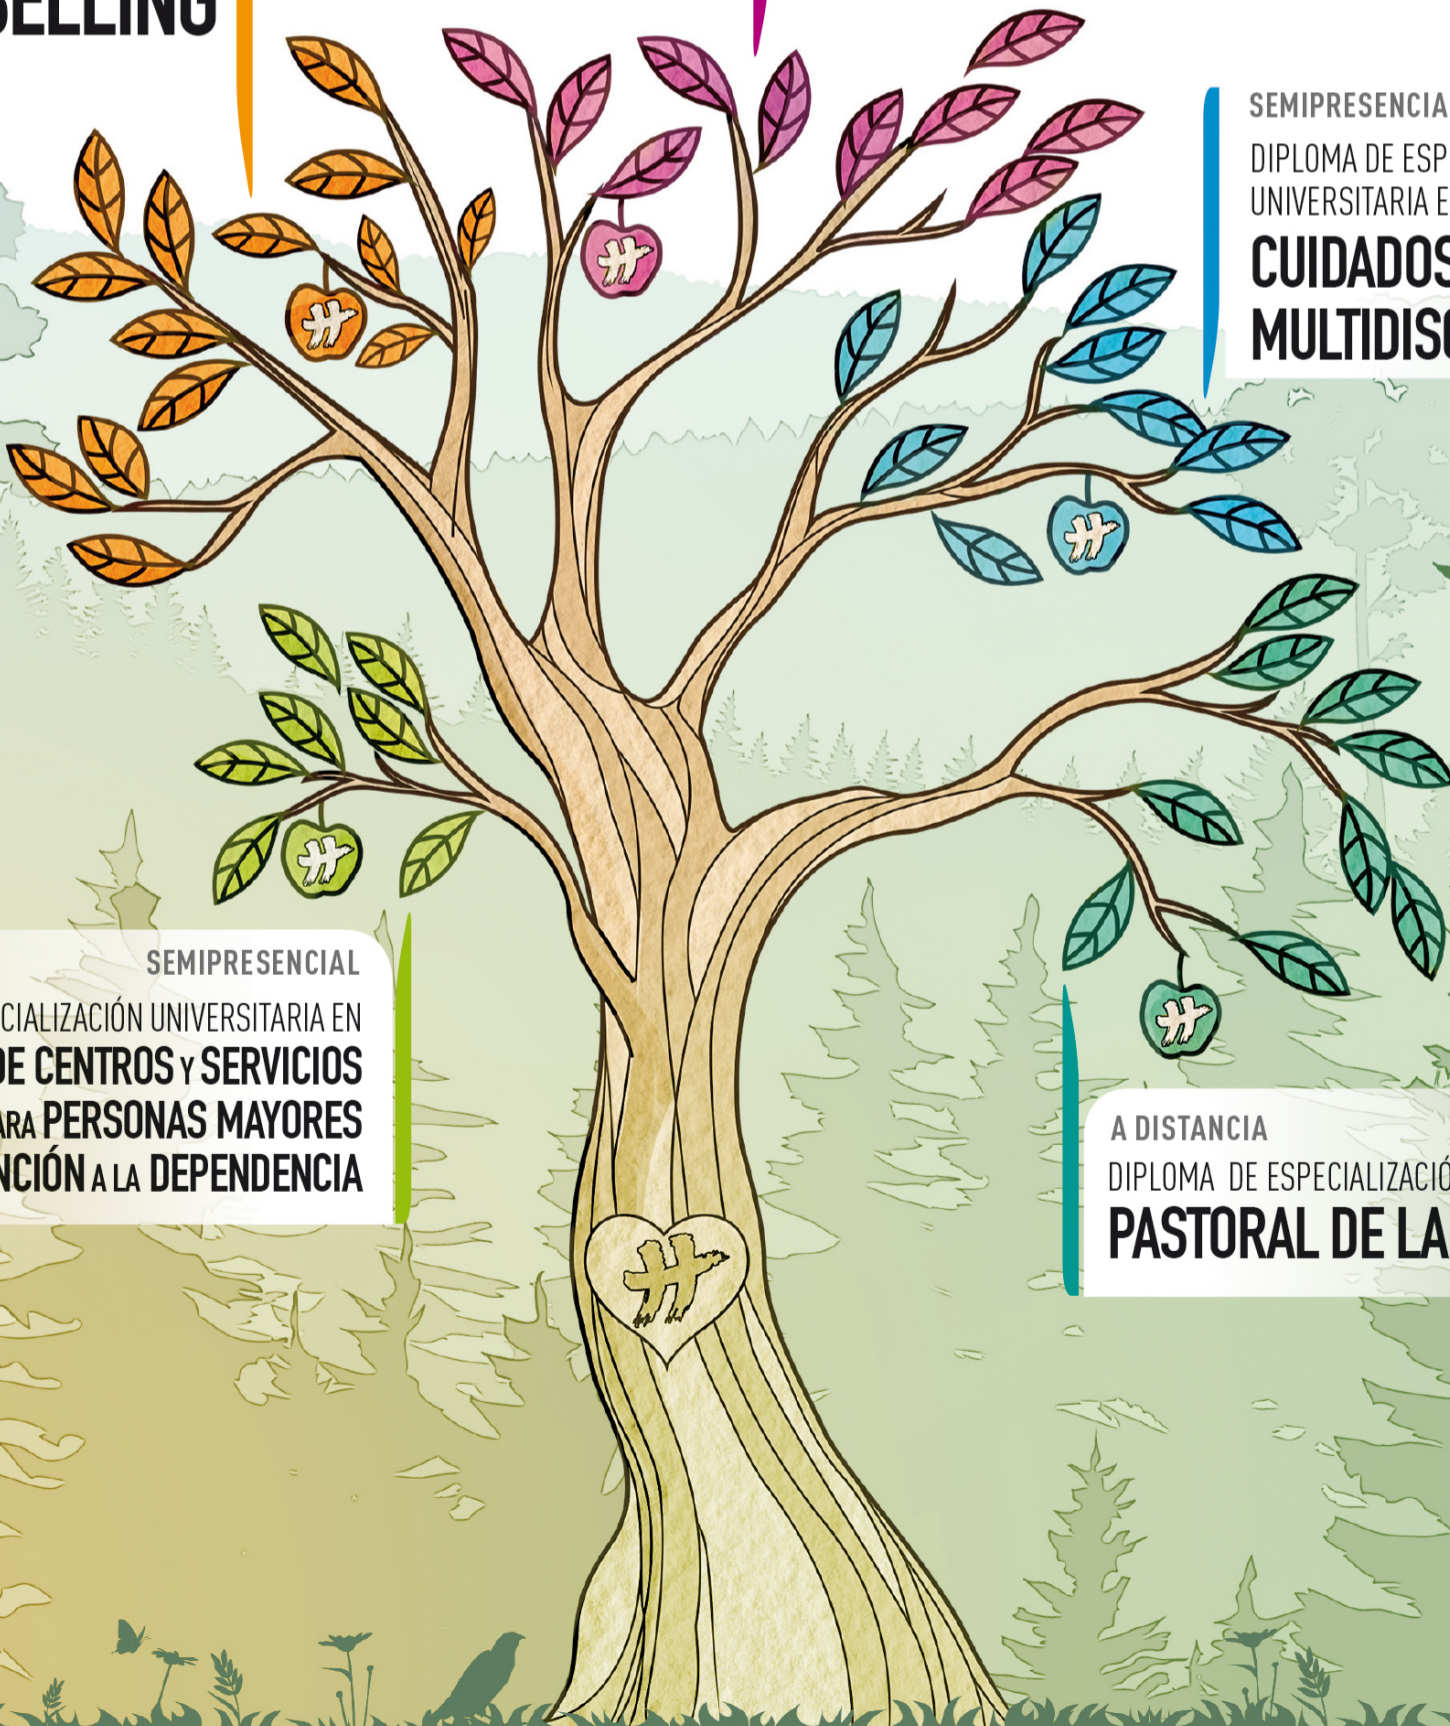 SELLING
SEMIPRESENCIA
DIPLOMA DE ESP
UNIVERSITARIA E
CUIDADOS
MULTIDISC
SEMIPRESENCIAL
CIALIZACIÓN UNIVERSITARIA EN
DE CENTROS Y SERVICIOS
ARA PERSONAS MAYORES
NCIÓN A LA DEPENDENCIA
A DISTANCIA
DIPLOMA DE ESPECIALIZACIÓ
PASTORAL DE LA